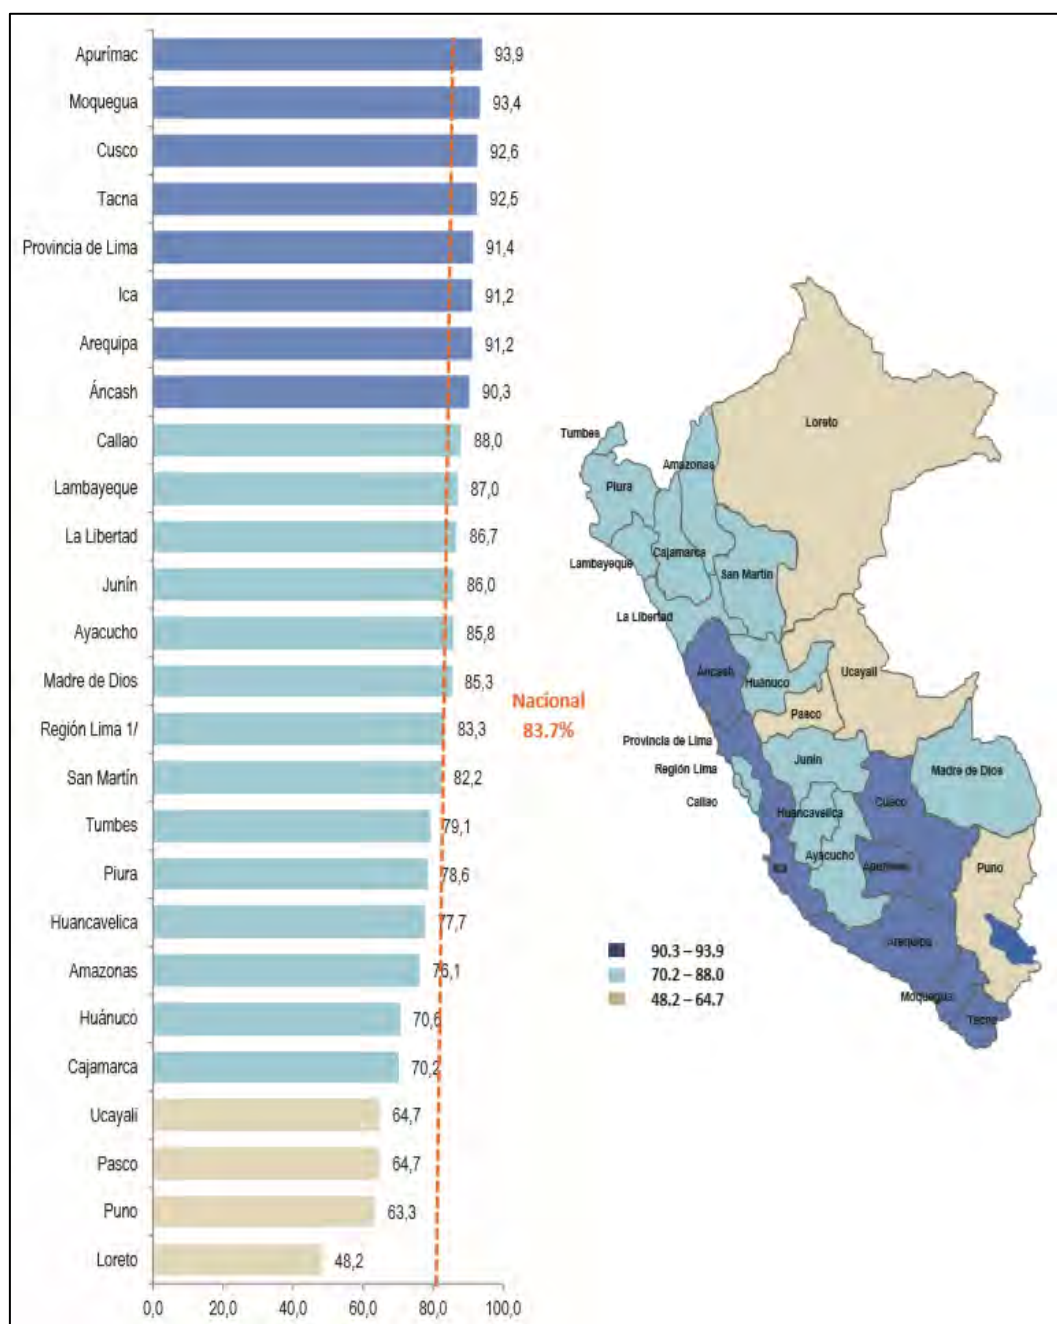 Apurímac 93,9
Moquegua 93,4
Cusco 92,6
Tacna 92,5
Provincia de Lima 91,4
Ica 91,2
Arequipa 91,2
Áncash 90,3
Callao 88,0
Lambayeque 87,0
La Libertad 86,7
Junín 86,0
Ayacucho 85,8
Madre de Dios 85,3
Región Lima 1/ 83,3
San Martín 82,2
Tumbes 79,1
Piura 78,6
Huancavelica 77,7
Amazonas 76,1
Huánuco 70,6
Cajamarca 70,2
Ucayali 64,7
Pasco 64,7
Puno 63,3
Loreto 48,2
0,0 20,0 40,0 60,0 80,0 100,0
Nacional
83.7%
Loreto
Tumbes
Amazonas
Piura
Cajamarca
Lambayeque
San Martín
La Libertad
Áncash
Huánuco
Ucayali
Pasco
Provincia de Lima
Junín
Región Lima
Madre de Dios
Callao
Cusco
Huancavelica
Ayacucho
Apurímac
Ica
Puno
Arequipa
Moquegua
Tacna
90.3 – 93.9
70.2 – 88.0
48.2 – 64.7